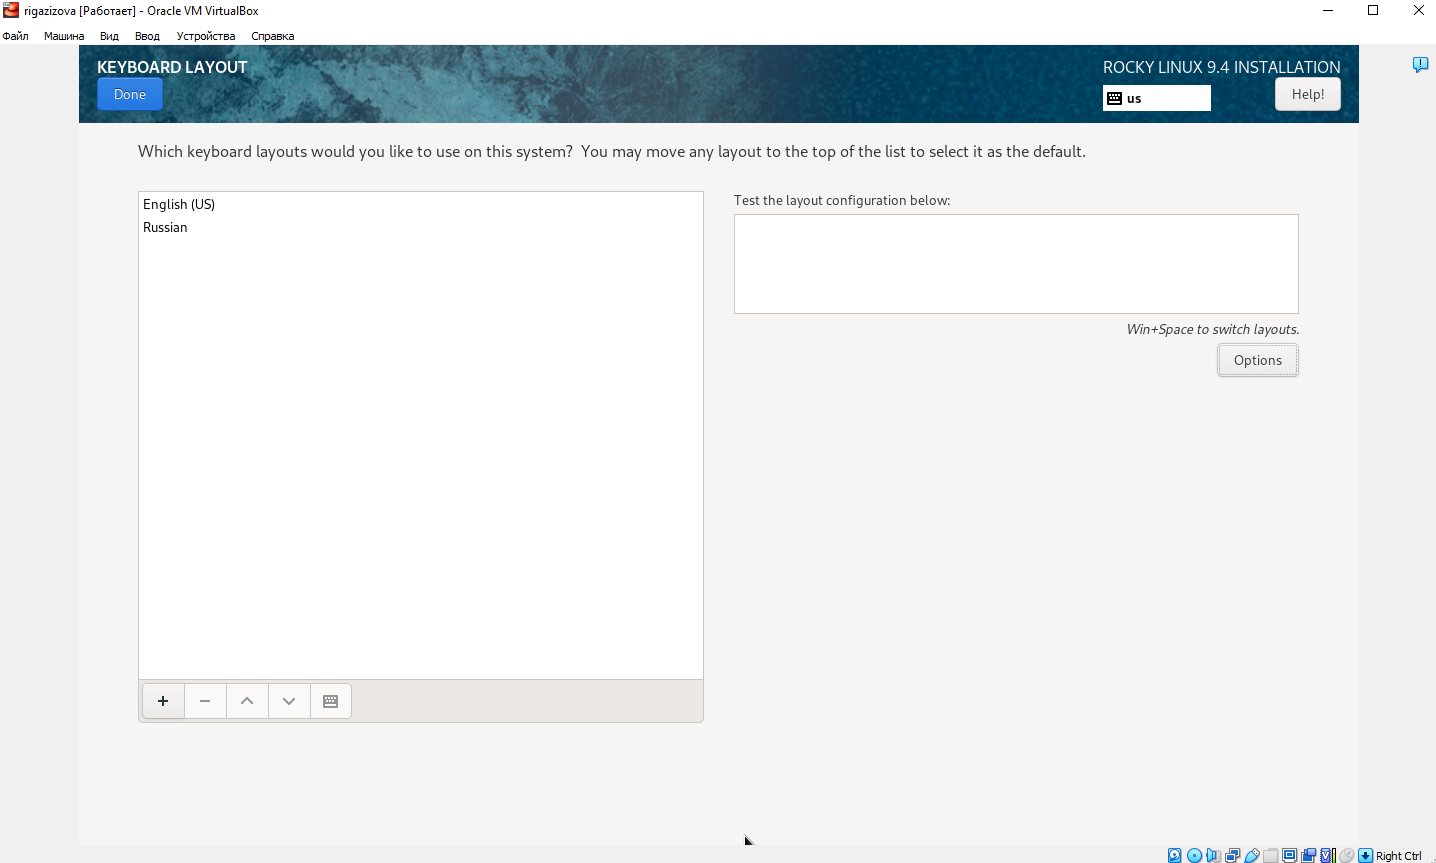 rigazizova [Работает] - Oracle VM VirtualBox
Файл Машина Вид Ввод Устройства Справка
KEYBOARD LAYOUT
ROCKY LINUX 9.4 INSTALLATION
Done
us
Help!
Which keyboard layouts would you like to use on this system? You may move any layout to the top of the list to select it as the default.
English (US)
Russian
Test the layout configuration below:
Win+Space to switch layouts.
Options
Right Ctrl